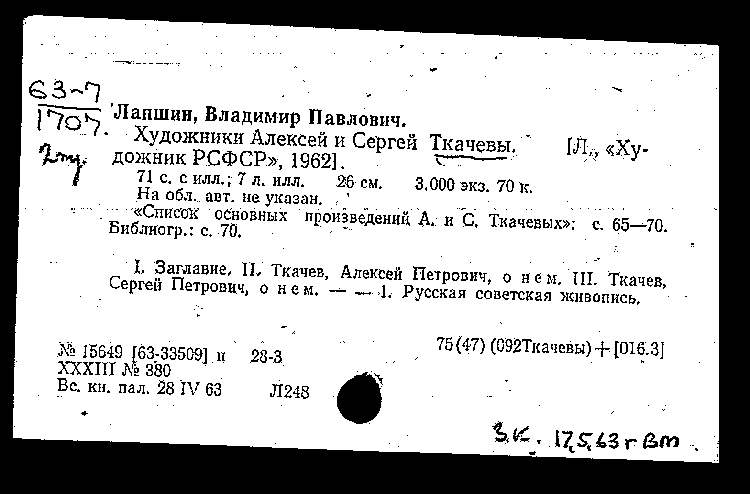 63-7
1707
Лапшин, Владимир Павлович.
Художники Алексей и Сергей Ткачевы. [Л., «Ху-
дожник РСФСР», 1962].
71 с. с илл.; 7 л. илл. 26 см. 3.000 экз. 70 к.
На обл. авт. не указан.
«Список основных произведений А. и С. Ткачевых»: с. 65—70.
Библиогр.: с. 70.
I. Заглавие. II. Ткачев, Алексей Петрович, о нем. III. Ткачев,
Сергей Петрович, о нем. — — 1. Русская советская живопись.
75(47)(092Ткачевы)+[016.3]
№ 15649 [63-33509] п 28-3
XXXIII № 380
Вс. кн. пал. 28 IV 63 Л248
З.К. 17,5,63 г ВМ